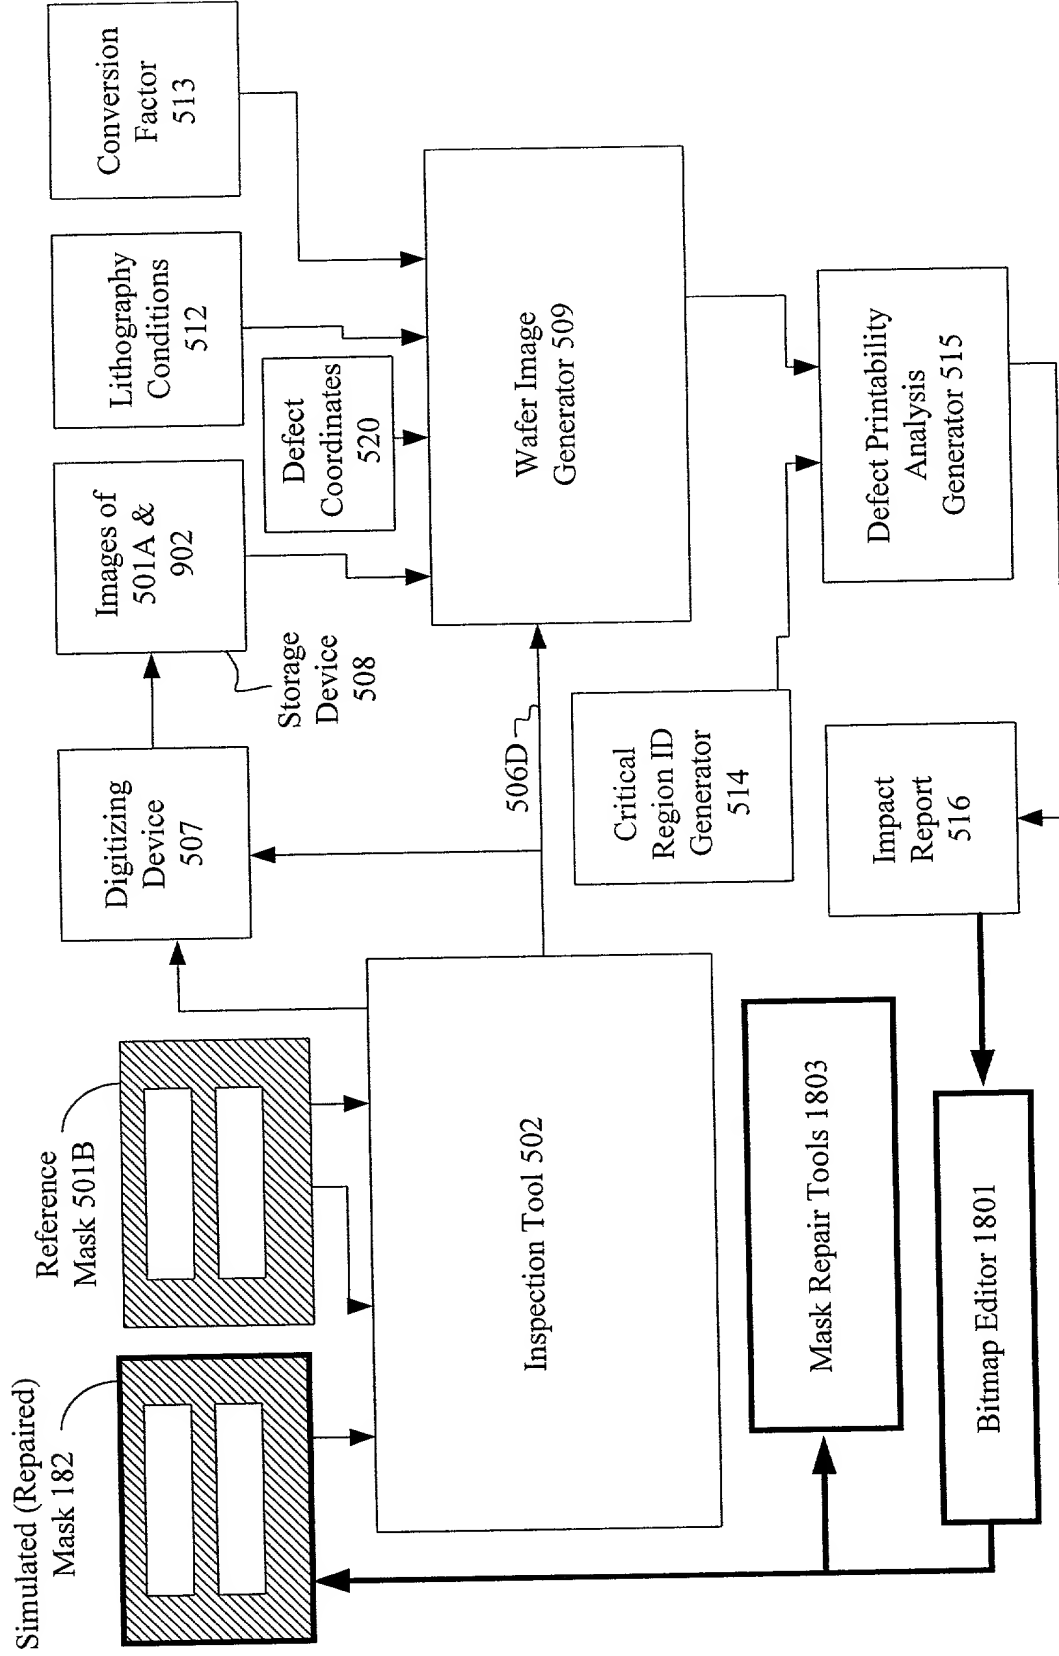 Simulated (Repaired)
Mask 182
Reference
Mask 501B
Digitizing
Device
507
Images of
501A &
902
Storage
Device
508
Lithography
Conditions
512
Conversion
Factor
513
Defect
Coordinates
520
506D
Inspection Tool 502
Wafer Image
Generator 509
Critical
Region ID
Generator
514
Defect Printability
Analysis
Generator 515
Mask Repair Tools 1803
Impact
Report
516
Bitmap Editor 1801